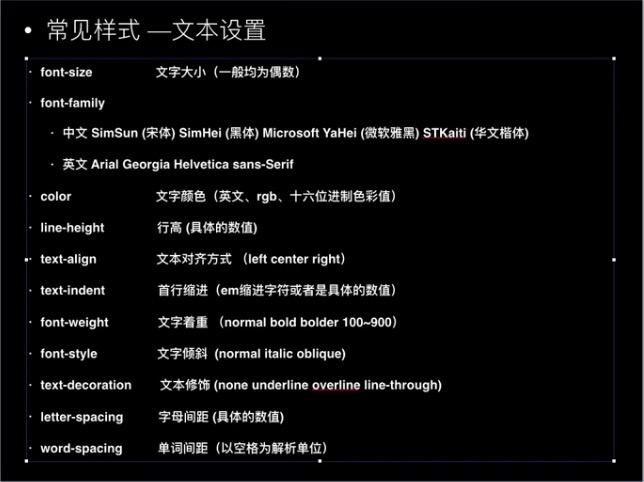 • 常见样式 —文本设置
· font-size 文字大小（一般均为偶数）
· font-family
· 中文 SimSun (宋体) SimHei (黑体) Microsoft YaHei (微软雅黑) STKaiti (华文楷体)
· 英文 Arial Georgia Helvetica sans-Serif
· color 文字颜色（英文、rgb、十六位进制色彩值）
· line-height 行高 (具体的数值)
· text-align 文本对齐方式 （left center right）
· text-indent 首行缩进（em缩进字符或者是具体的数值）
· font-weight 文字着重 （normal bold bolder 100~900）
· font-style 文字倾斜 (normal italic oblique)
· text-decoration 文本修饰 (none underline overline line-through)
· letter-spacing 字母间距 (具体的数值)
· word-spacing 单词间距（以空格为解析单位）